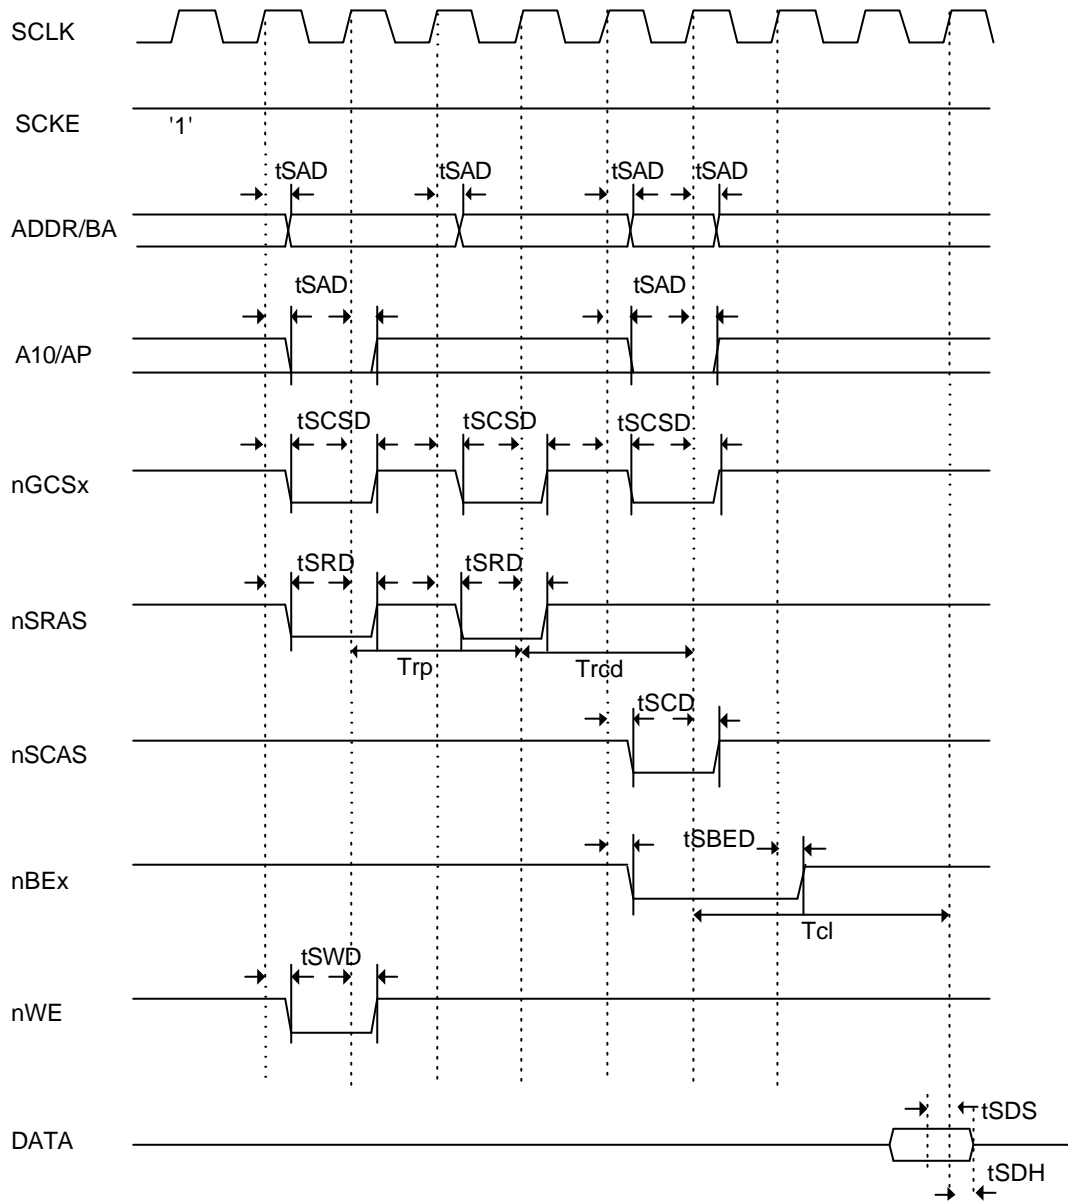 SCLK
SCKE '1'
tSAD tSAD tSAD tSAD
ADDR/BA
tSAD tSAD
A10/AP
tSCSD tSCSD tSCSD
nGCSx
tSRD tSRD
nSRAS
Trp Trcd
tSCD
nSCAS
tSBED
nBEx
Tcl
tSWD
nWE
tSDS
DATA
tSDH